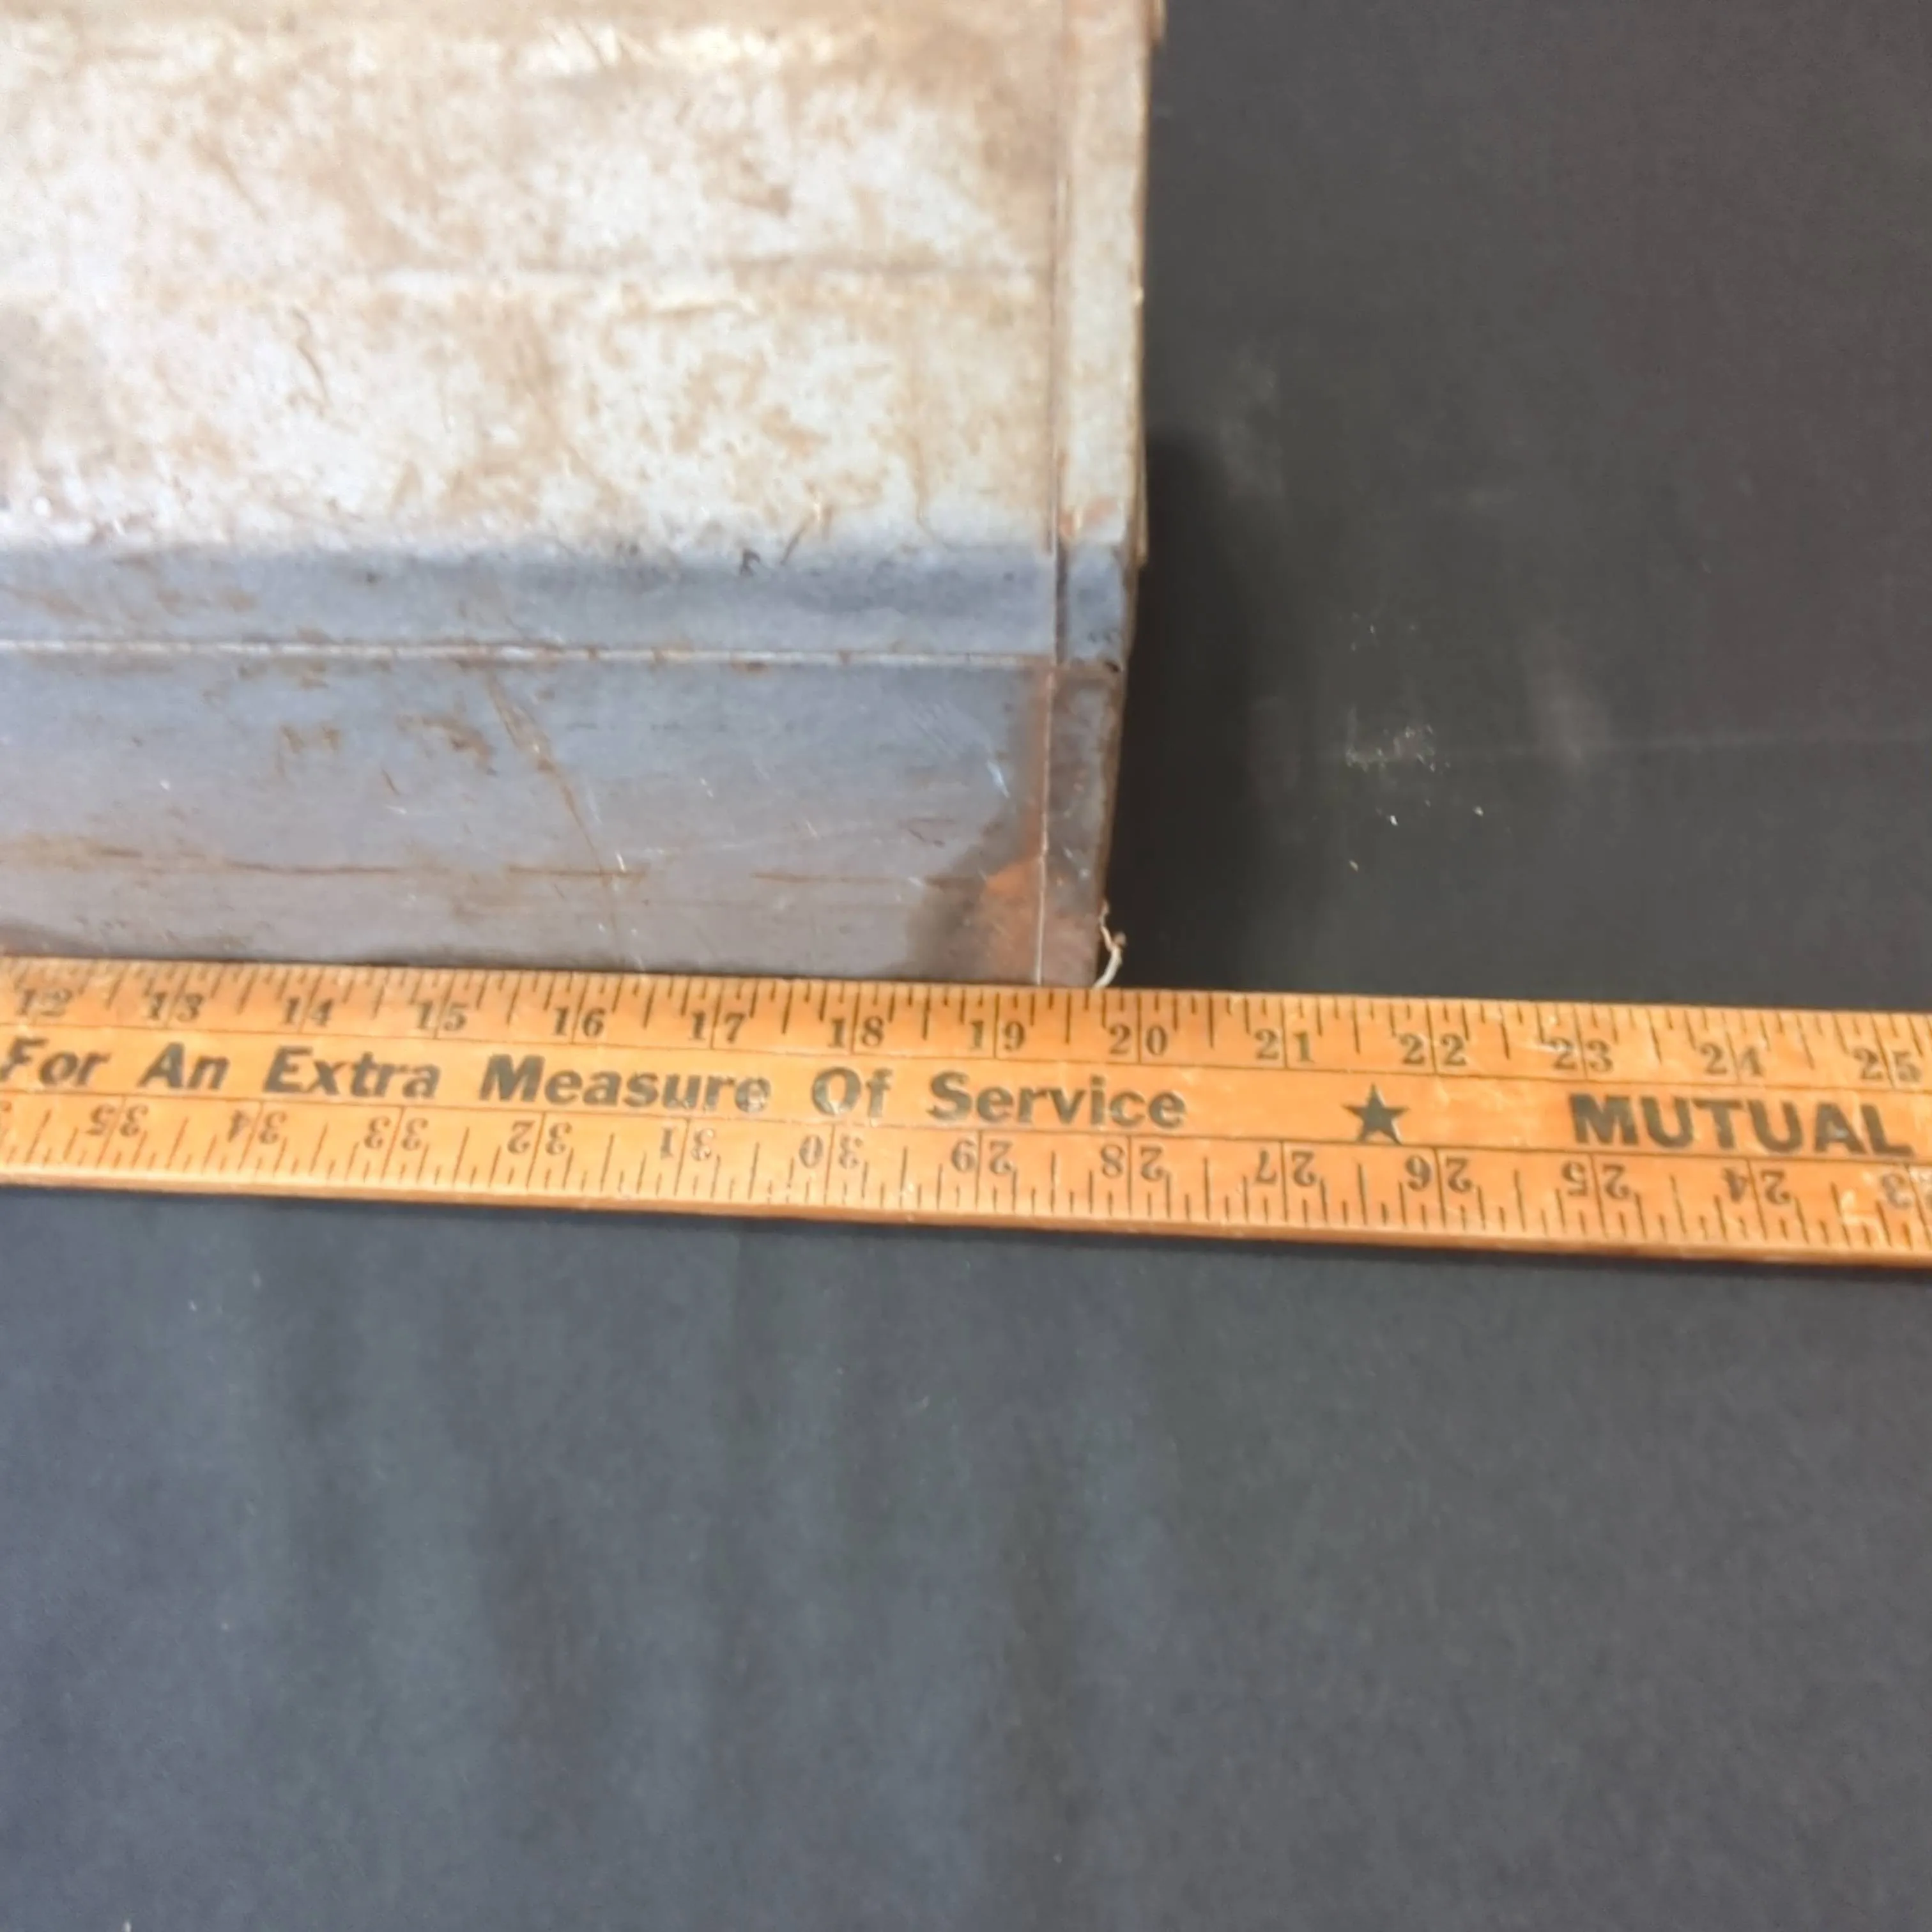 12 13 14 15 16 17 18 19 20 21 22 23 24 25
For An Extra Measure Of Service ★ MUTUAL
35 34 33 32 31 30 29 28 27 26 25 24